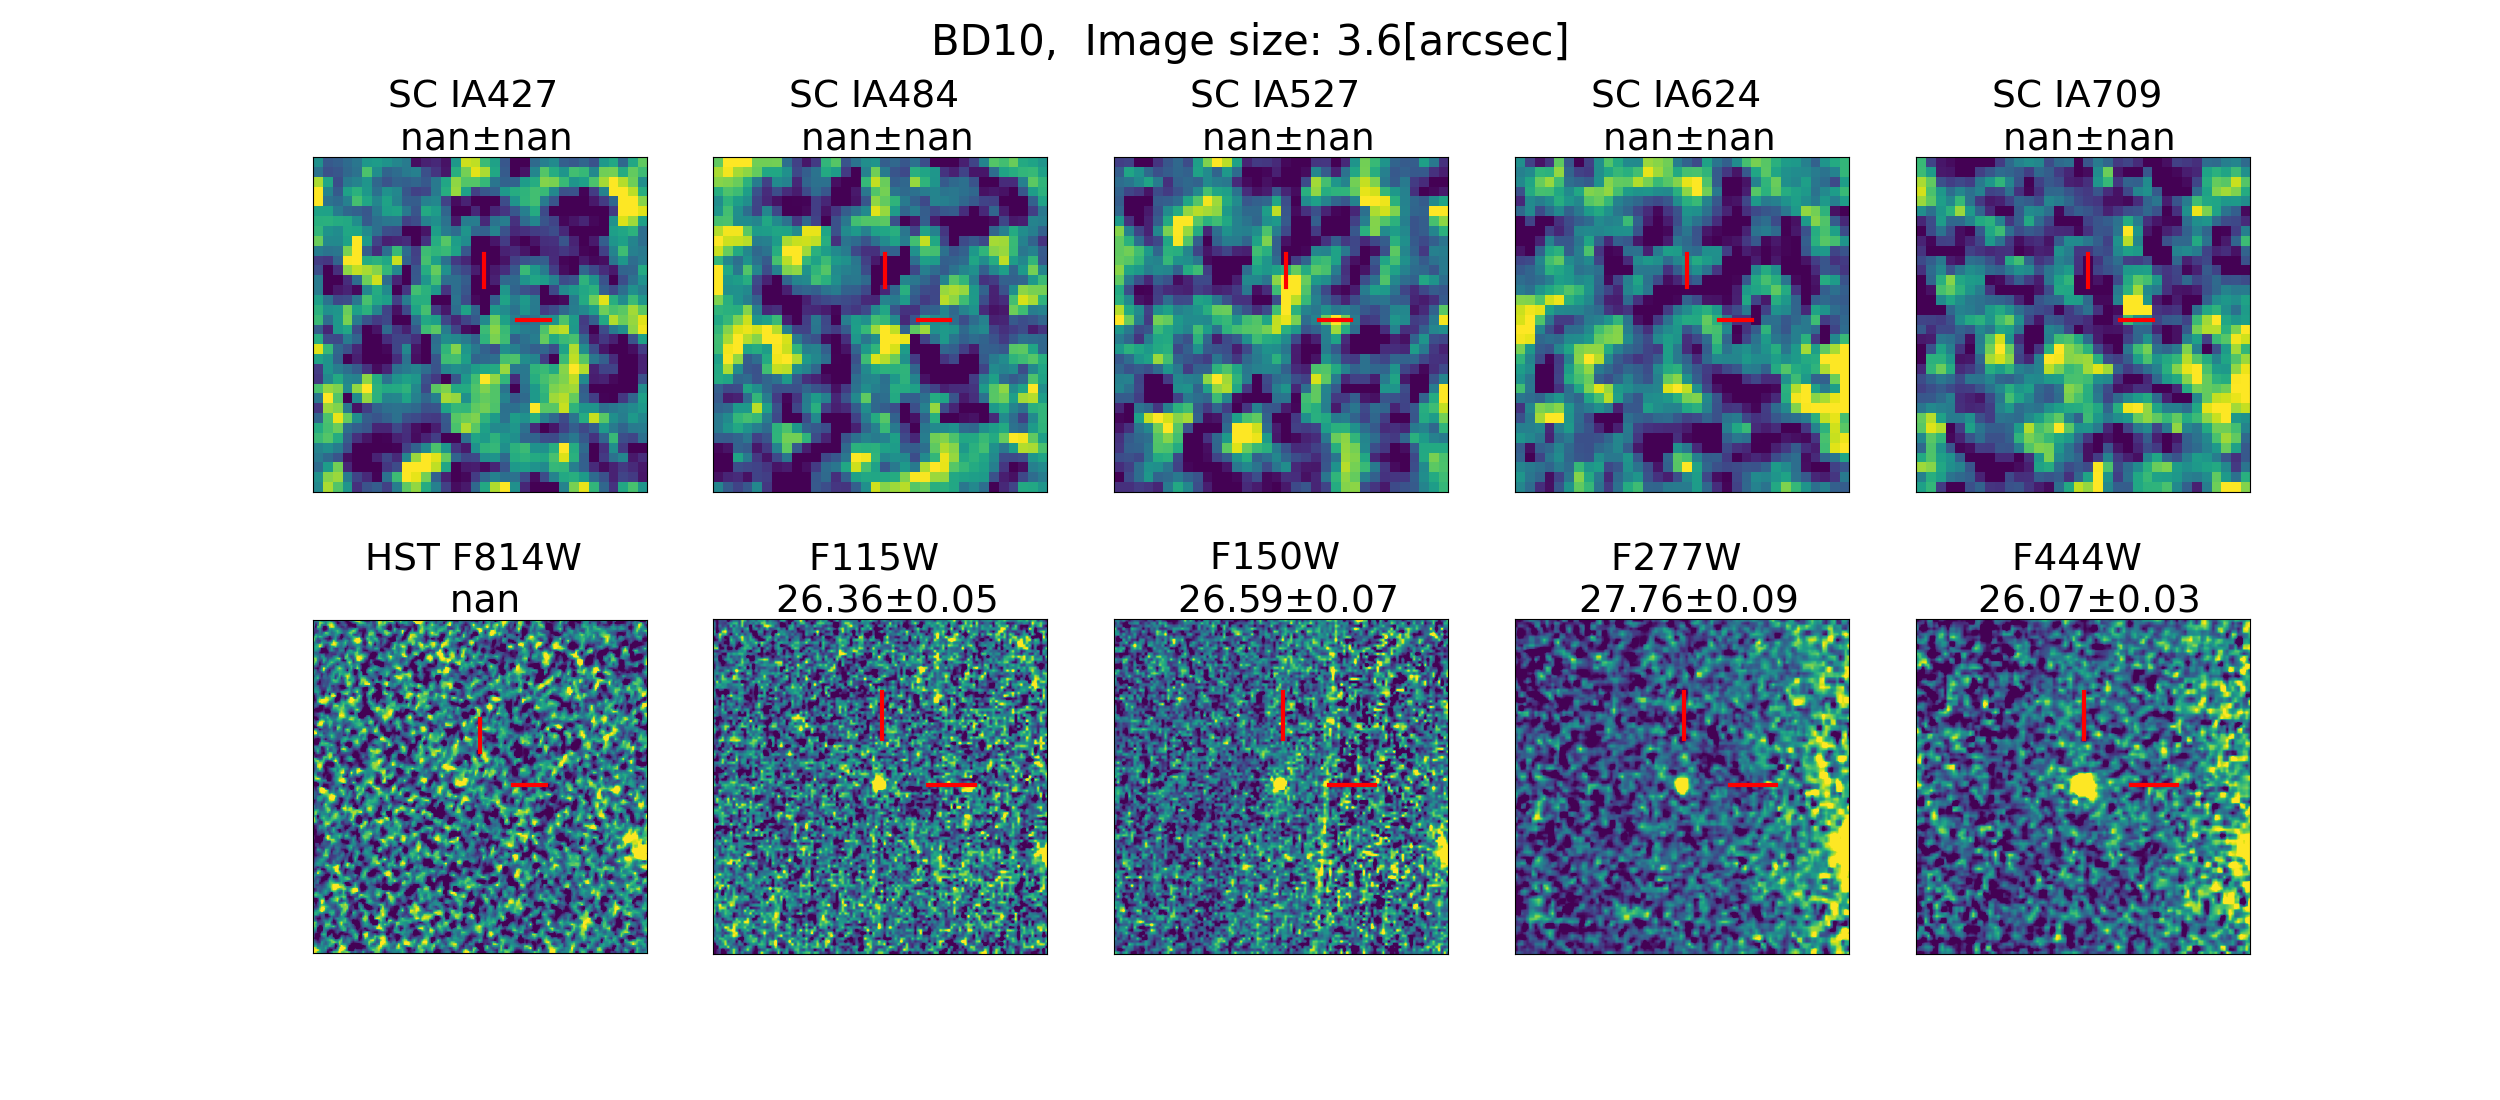 BD10,  Image size: 3.6[arcsec]
SC IA427
nan±nan
SC IA484
nan±nan
SC IA527
nan±nan
SC IA624
nan±nan
SC IA709
nan±nan
HST F814W
nan
F115W
26.36±0.05
F150W
26.59±0.07
F277W
27.76±0.09
F444W
26.07±0.03